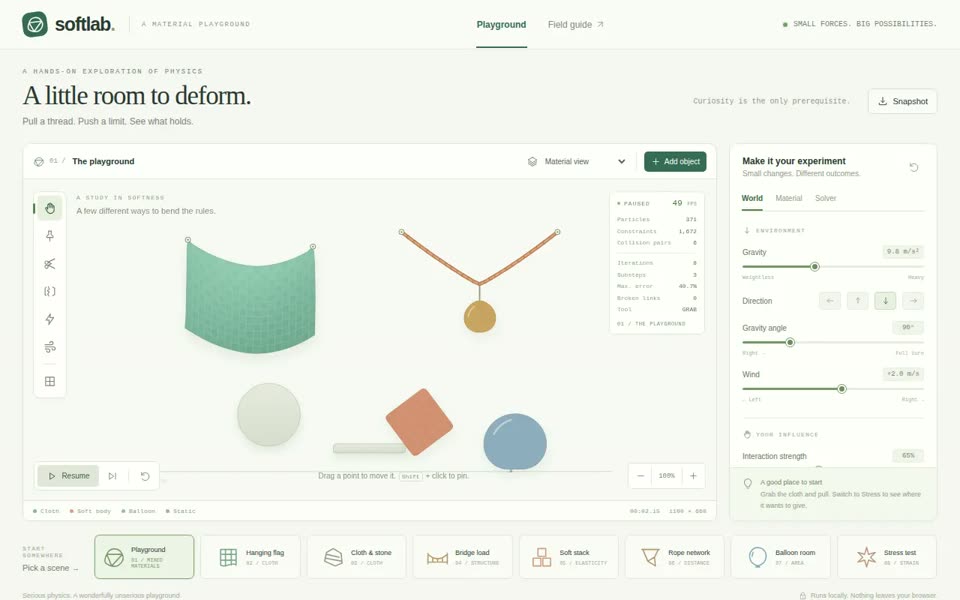 softlab.
A MATERIAL PLAYGROUND
Playground
Field guide
SMALL FORCES. BIG POSSIBILITIES.
A HANDS-ON EXPLORATION OF PHYSICS
A little room to deform.
Pull a thread. Push a limit. See what holds.
Curiosity is the only prerequisite.
Snapshot
01 / The playground
Material view
Add object
A STUDY IN SOFTNESS
A few different ways to bend the rules.
PAUSED 49 FPS
Particles 371
Constraints 1,672
Collision pairs 6
Iterations 8
Substeps 3
Max. error 40.7%
Broken links 0
Tool GRAB
01 / THE PLAYGROUND
Resume
Drag a point to move it. Shift + click to pin.
100%
Cloth
Soft body
Balloon
Static
00:02.15 1100 × 660
Make it your experiment
Small changes. Different outcomes.
World
Material
Solver
ENVIRONMENT
Gravity 9.8 m/s²
Weightless Heavy
Direction ← ↑ ↓ →
Gravity angle 90°
Right → Full turn
Wind +2.0 m/s
← Left Right →
YOUR INFLUENCE
Interaction strength 65%
A good place to start
Grab the cloth and pull. Switch to Stress to see where it wants to give.
START SOMEWHERE
Pick a scene →
Playground
01 / MIXED MATERIALS
Hanging flag
02 / CLOTH
Cloth & stone
03 / CLOTH
Bridge load
04 / STRUCTURE
Soft stack
05 / ELASTICITY
Rope network
06 / DISTANCE
Balloon room
07 / AREA
Stress test
08 / STRAIN
Serious physics. A wonderfully unserious playground.
Runs locally. Nothing leaves your browser.